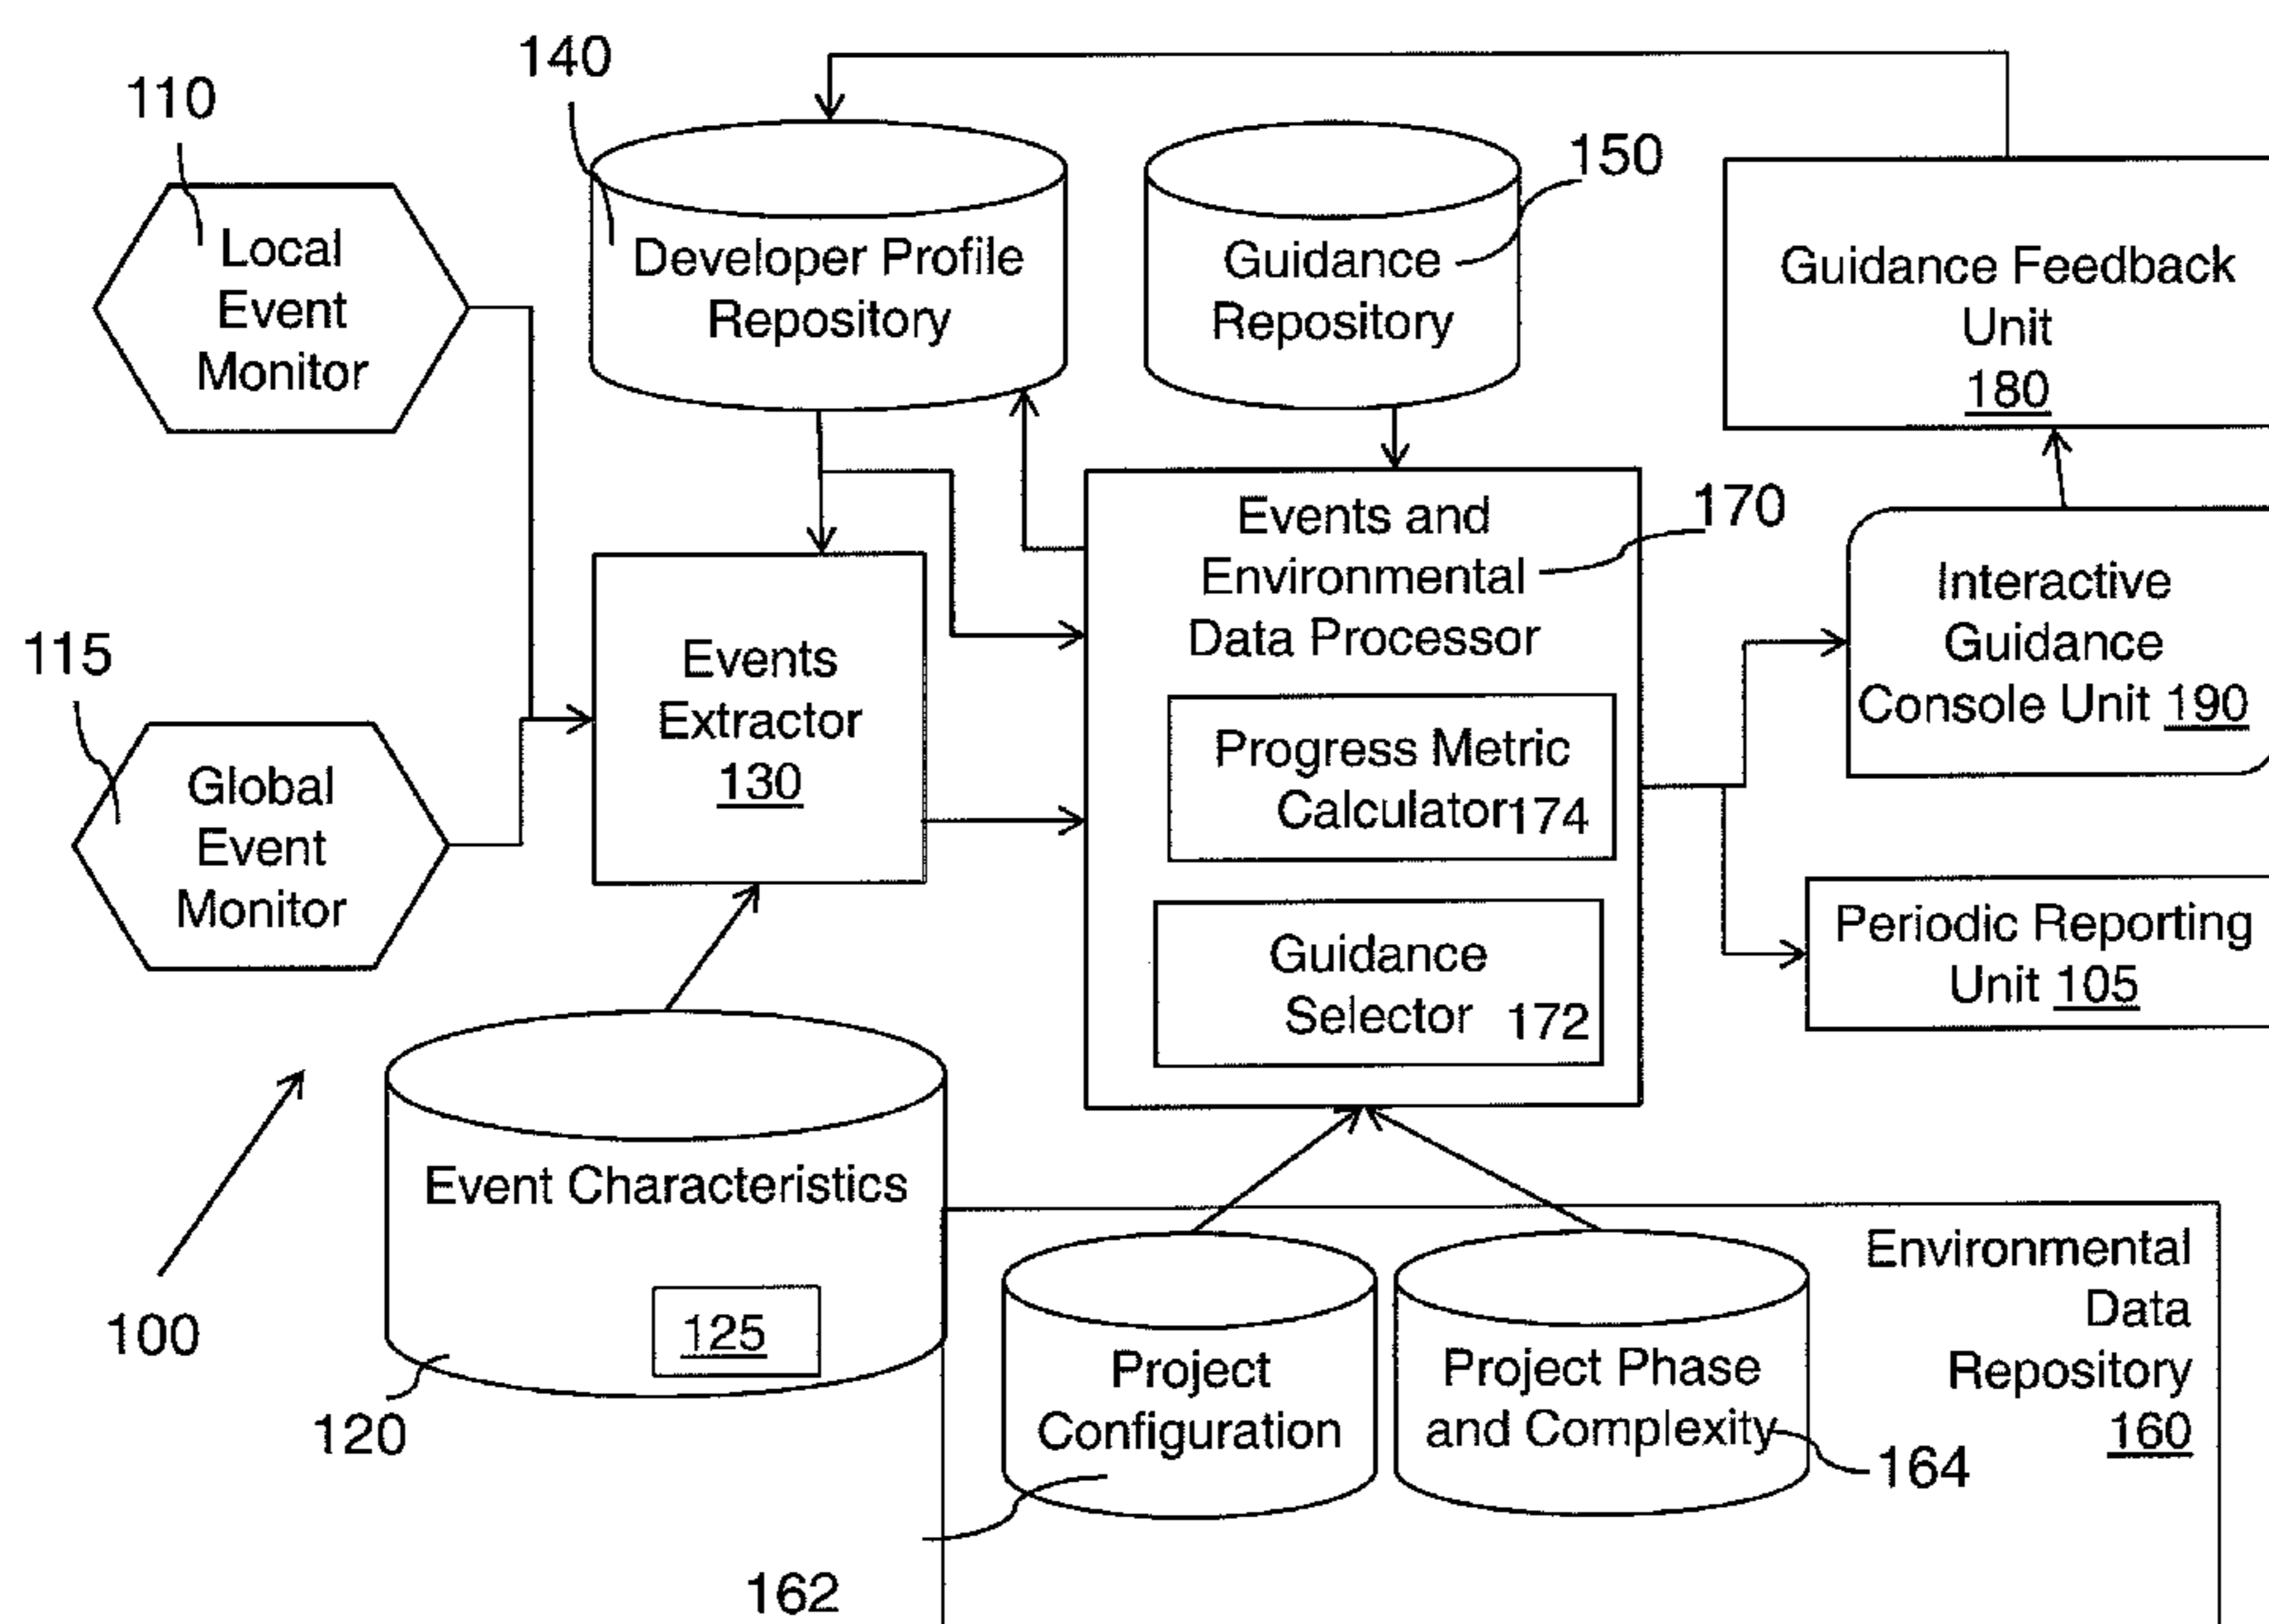 140
110
150
Local
Event
Monitor
Developer Profile
Repository
Guidance
Repository
Guidance Feedback
Unit
180
170
Events and
Environmental
Data Processor
Interactive
Guidance
Console Unit 190
115
Events
Extractor
130
Progress Metric
Calculator174
Global
Event
Monitor
Guidance
Selector 172
Periodic Reporting
Unit 105
Event Characteristics
125
100
120
Environmental
Data
Repository
160
Project
Configuration
Project Phase
and Complexity
164
162